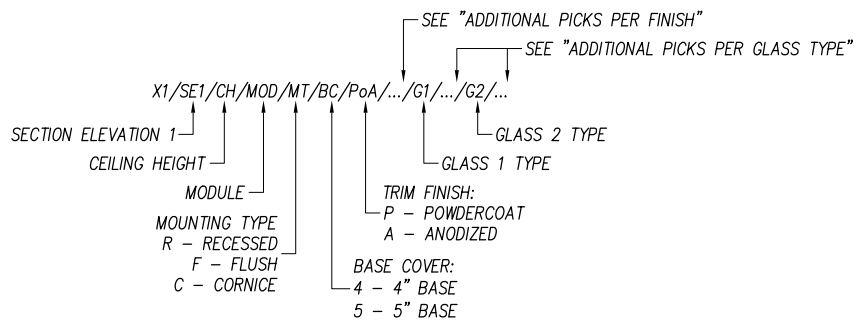 SEE "ADDITIONAL PICKS PER FINISH"
SEE "ADDITIONAL PICKS PER GLASS TYPE"
X1/SE1/CH/MOD/MT/BC/PoA/.../G1/.../G2/...
SECTION ELEVATION 1
GLASS 2 TYPE
CEILING HEIGHT
GLASS 1 TYPE
MODULE
TRIM FINISH:
P – POWDERCOAT
A – ANODIZED
MOUNTING TYPE
R – RECESSED
F – FLUSH
C – CORNICE
BASE COVER:
4 – 4" BASE
5 – 5" BASE